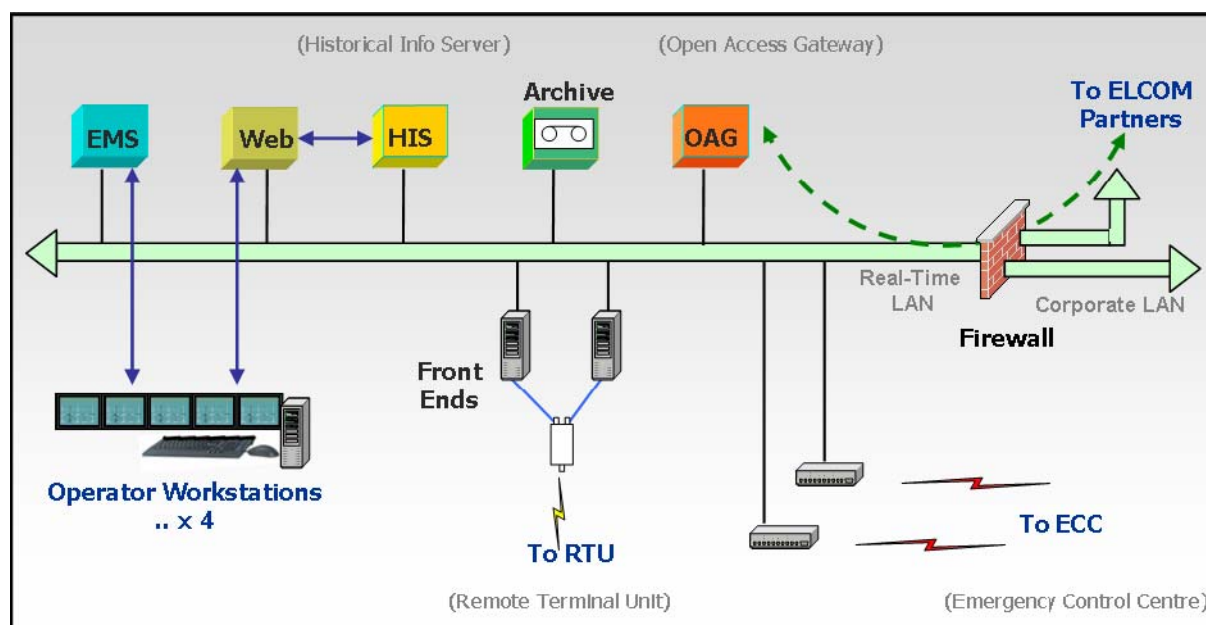 (Historical Info Server)
(Open Access Gateway)
Archive
To ELCOM
Partners
EMS
Web
HIS
OAG
Real-Time
LAN
Corporate LAN
Firewall
Front
Ends
Operator Workstations
.. x 4
To RTU
To ECC
(Remote Terminal Unit)
(Emergency Control Centre)